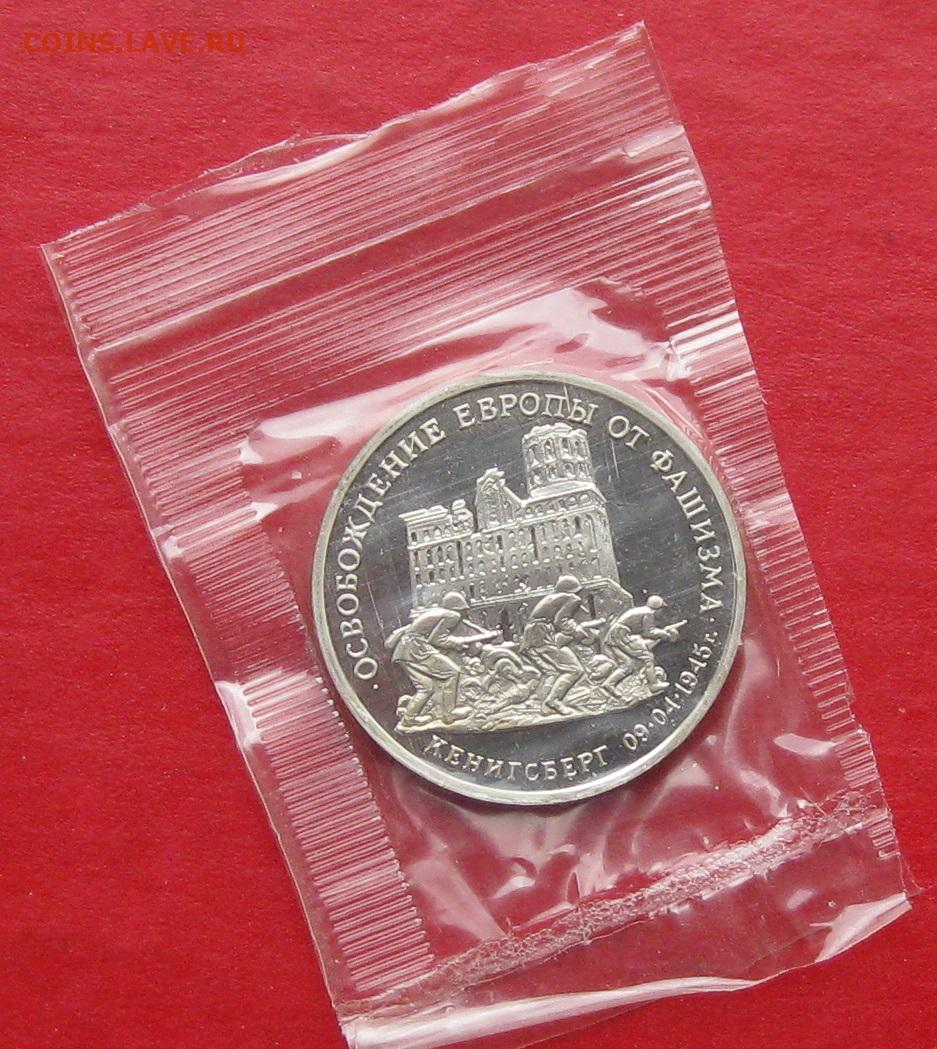 COINS.LAVE.RU
·ОСВОБОЖДЕНИЕ ЕВРОПЫ ОТ ФАШИЗМА·
КЕНИГСБЕРГ 09·04·1945г.